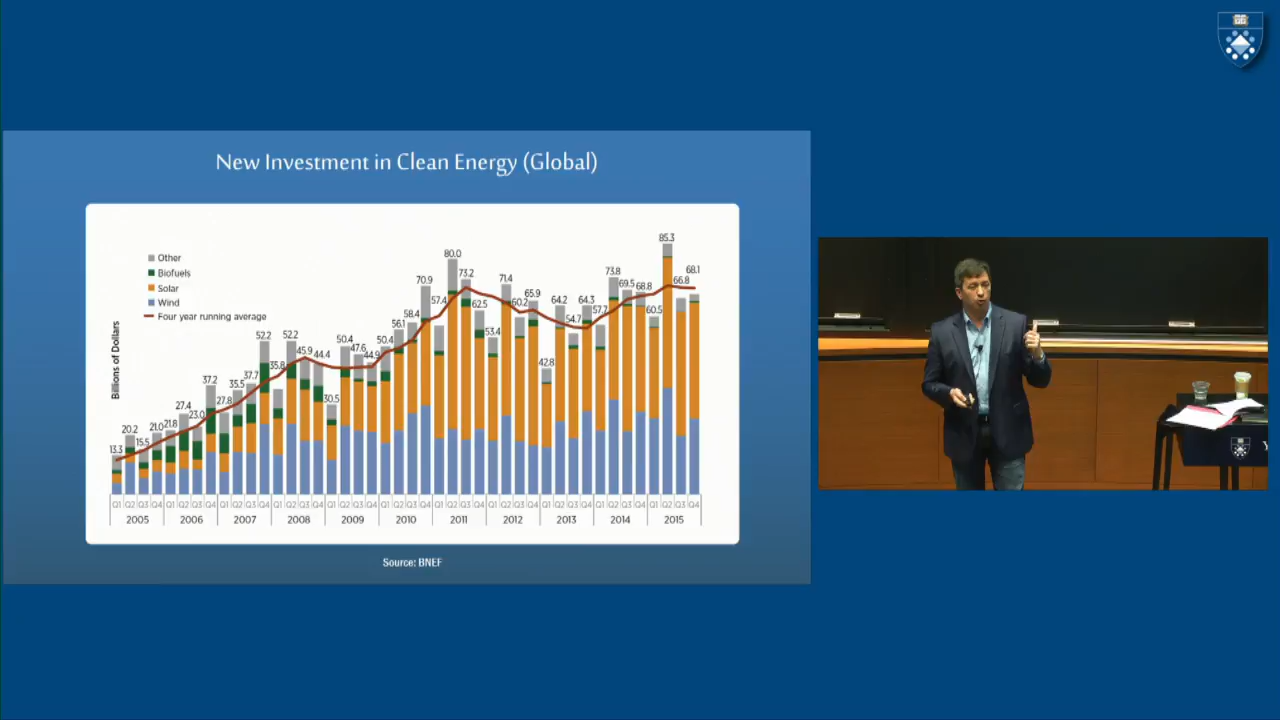 New Investment in Clean Energy (Global)
Other
Biofuels
Solar
Wind
Four year running average
Billions of Dollars
13.3 20.2 15.5 21.0 21.8 27.4 23.0 37.2 27.8 35.5 37.7 52.2 35.8 52.2 45.9 44.4 30.5 50.4 47.6 44.9 50.4 56.1 58.4 70.9 57.4 80.0 73.2 62.5 53.4 71.4 60.2 65.9 42.8 64.2 54.7 64.3 57.7 73.8 69.5 68.8 60.5 85.3 66.8 68.1
Q1 Q2 Q3 Q4 Q1 Q2 Q3 Q4 Q1 Q2 Q3 Q4 Q1 Q2 Q3 Q4 Q1 Q2 Q3 Q4 Q1 Q2 Q3 Q4 Q1 Q2 Q3 Q4 Q1 Q2 Q3 Q4 Q1 Q2 Q3 Q4 Q1 Q2 Q3 Q4 Q1 Q2 Q3 Q4
2005 2006 2007 2008 2009 2010 2011 2012 2013 2014 2015
Source: BNEF
Y